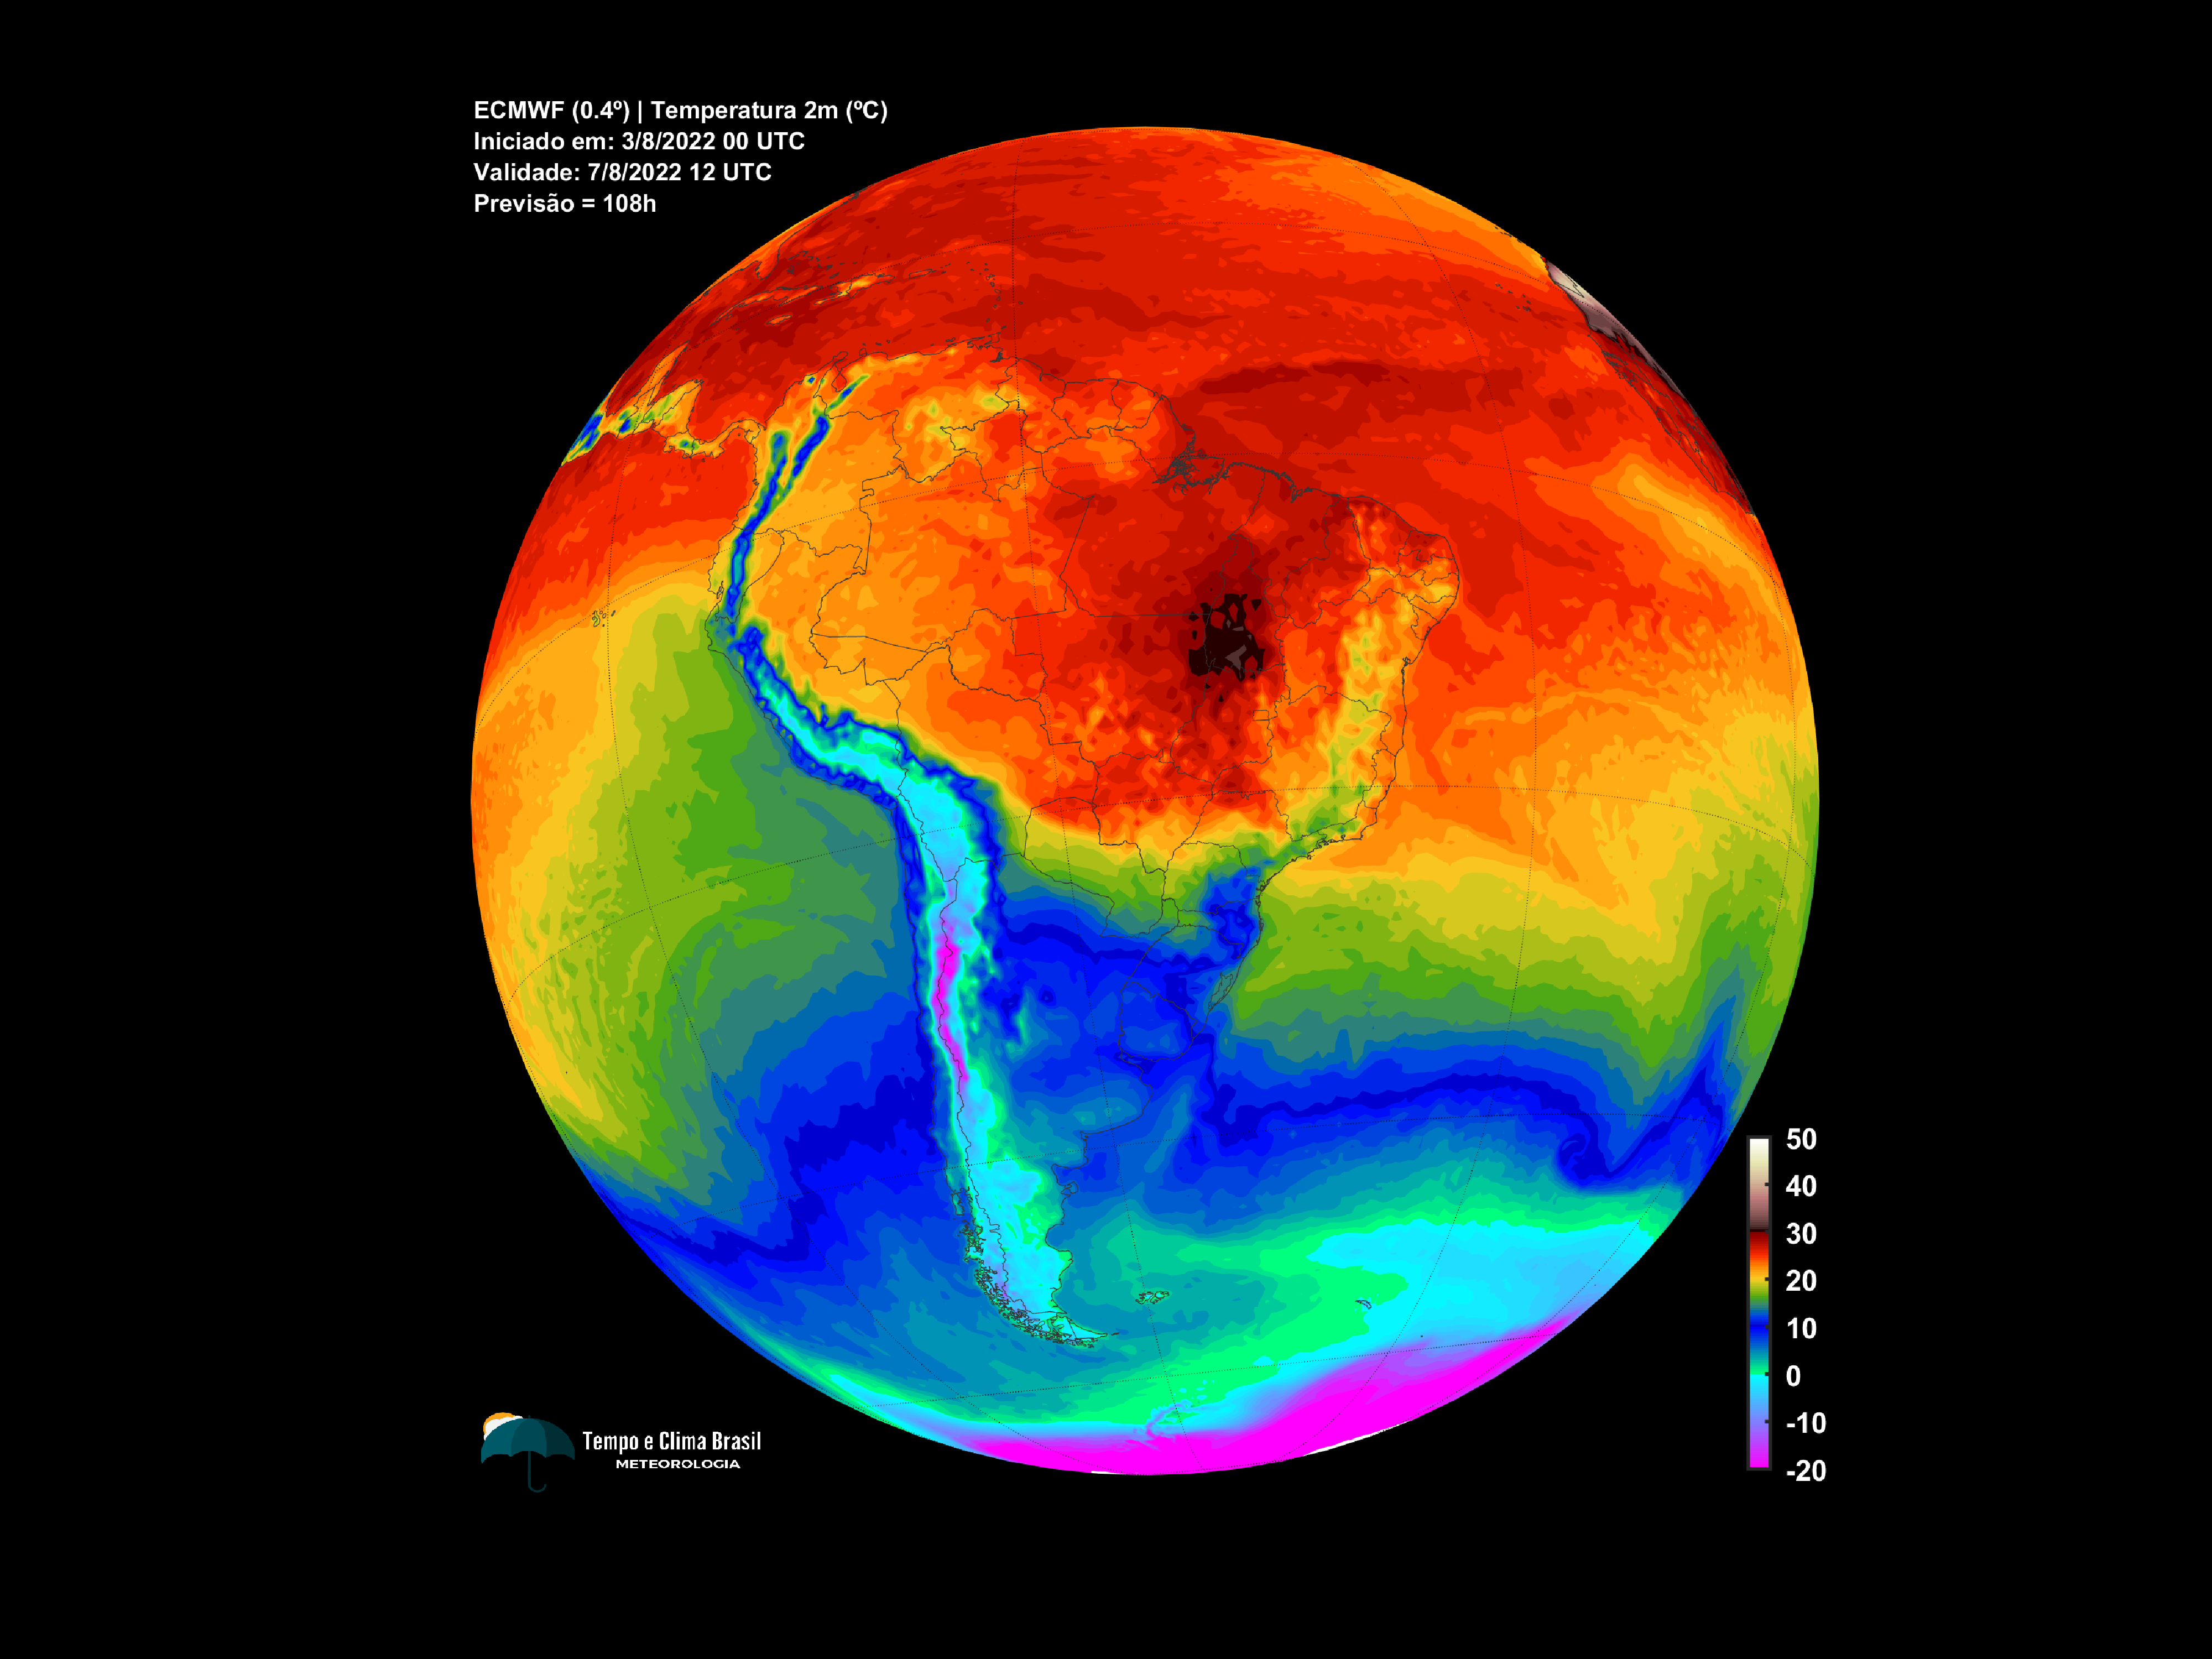 ECMWF (0.4º) | Temperatura 2m (ºC)
Iniciado em: 3/8/2022 00 UTC
Validade: 7/8/2022 12 UTC
Previsão = 108h
50
40
30
20
10
0
-10
-20
Tempo e Clima Brasil
METEOROLOGIA